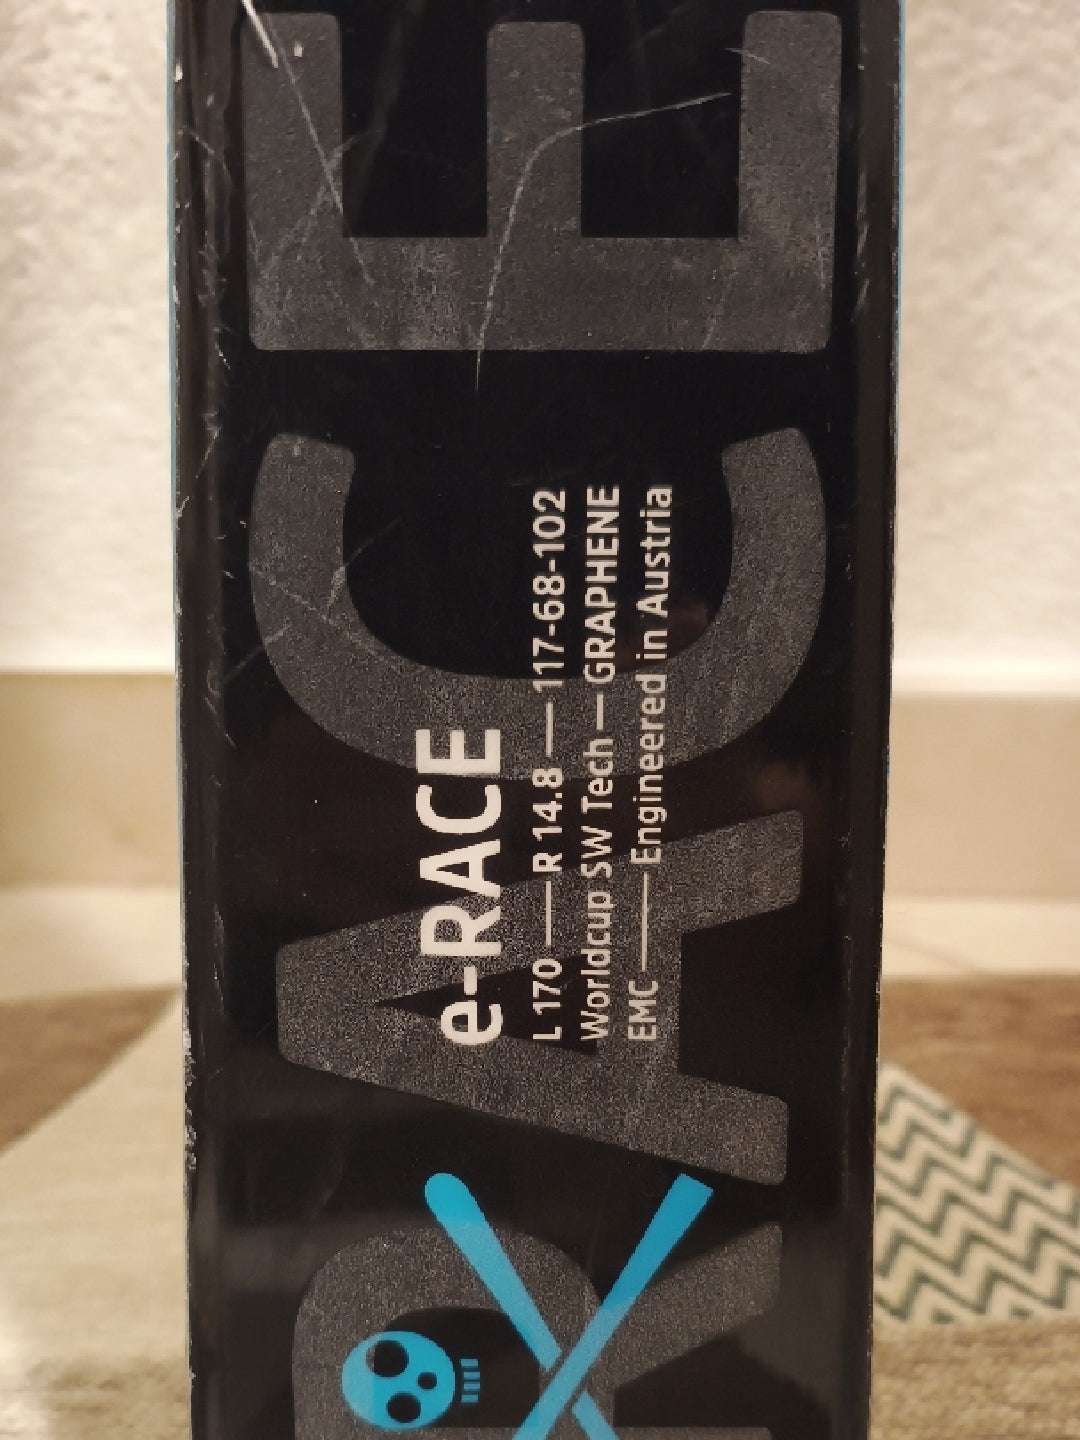 RACE
e-RACE
L 170 — R 14.8 — 117-68-102
Worldcup SW Tech — GRAPHENE
EMC — Engineered in Austria